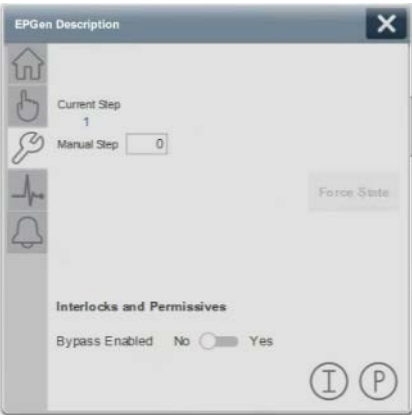 EPGen Description
Current Step
1
Manual Step 0
Force State
Interlocks and Permissives
Bypass Enabled No Yes
I P